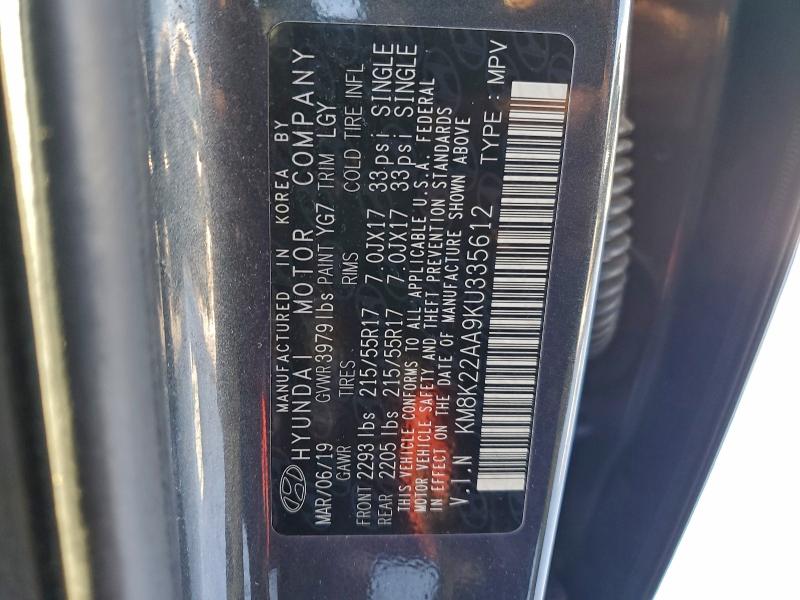 MANUFACTURED IN KOREA BY
HYUNDAI MOTOR COMPANY
MAR/06/19 GVWR 3979 lbs PAINT YG7 TRIM LGY
GAWR TIRES RIMS COLD TIRE INFL
FRONT 2293 lbs 215/55R17 7.0JX17 33psi SINGLE
REAR 2205 lbs 215/55R17 7.0JX17 33psi SINGLE
THIS VEHICLE CONFORMS TO ALL APPLICABLE U.S.A. FEDERAL
MOTOR VEHICLE SAFETY AND THEFT PREVENTION STANDARDS
IN EFFECT ON THE DATE OF MANUFACTURE SHOWN ABOVE
V.I.N KM8K22AA9KU335612 TYPE : MPV